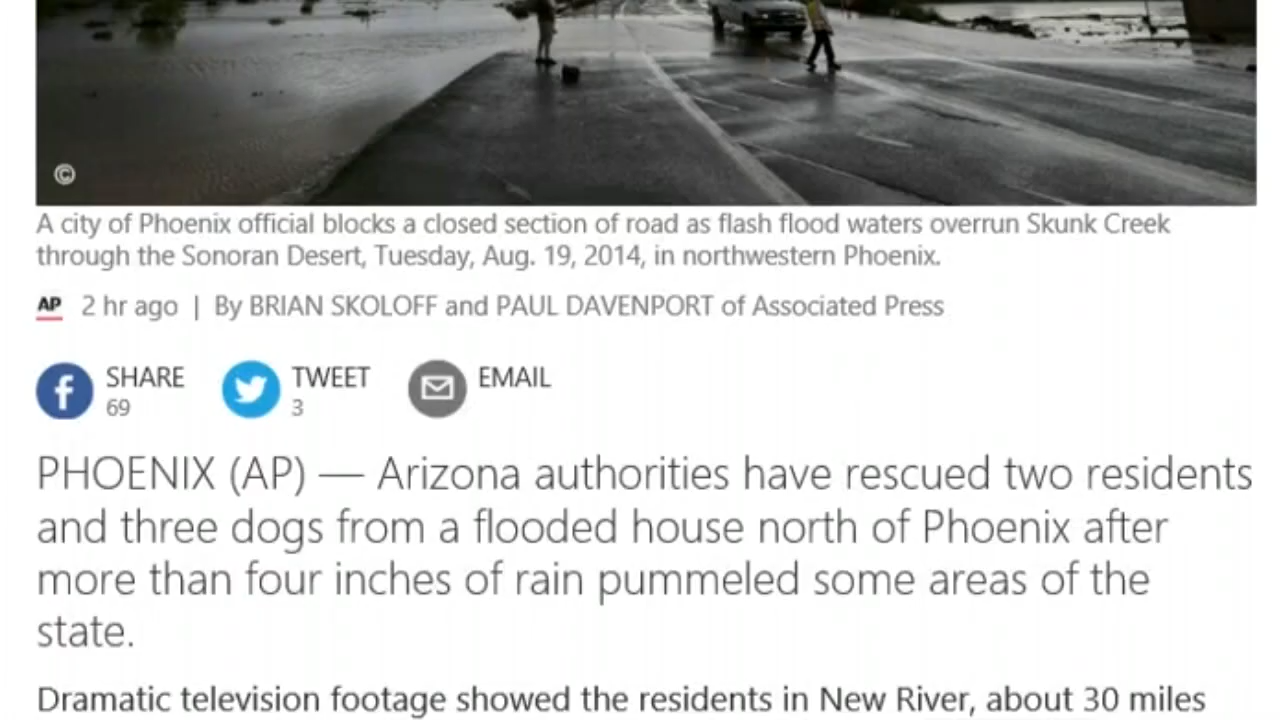 ©
A city of Phoenix official blocks a closed section of road as flash flood waters overrun Skunk Creek
through the Sonoran Desert, Tuesday, Aug. 19, 2014, in northwestern Phoenix.
AP 2 hr ago | By BRIAN SKOLOFF and PAUL DAVENPORT of Associated Press
f SHARE TWEET EMAIL
69 3
PHOENIX (AP) — Arizona authorities have rescued two residents
and three dogs from a flooded house north of Phoenix after
more than four inches of rain pummeled some areas of the
state.
Dramatic television footage showed the residents in New River, about 30 miles